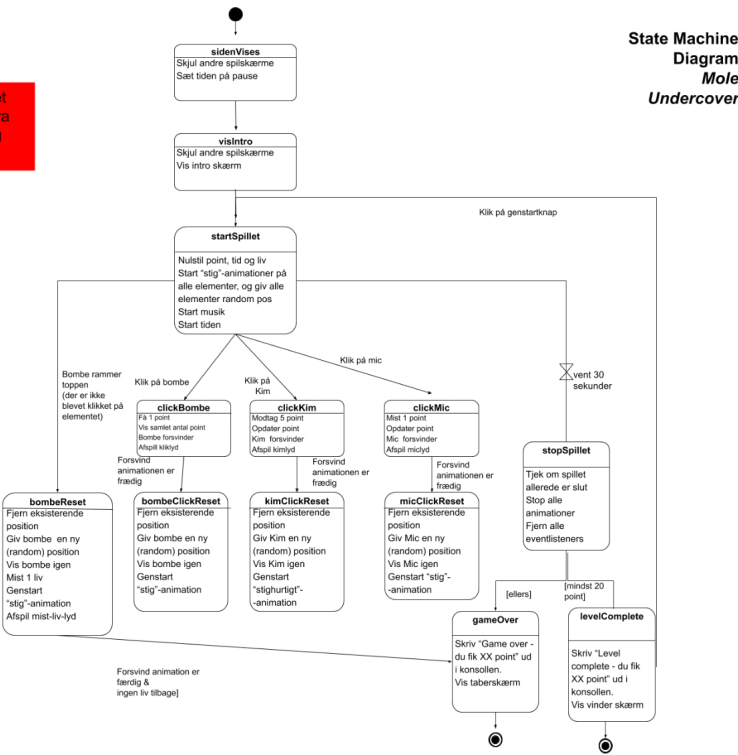 State Machine
Diagram
Mole
Undercover
sidenVises
Skjul andre spilskærme
Sæt tiden på pause
visIntro
Skjul andre spilskærme
Vis intro skærm
Klik på genstartknap
startSpillet
Nulstil point, tid og liv
Start "stig"-animationer på
alle elementer, og giv alle
elementer random pos
Start musik
Start tiden
Bombe rammer
toppen
(der er ikke
blevet klikket på
elementet)
Klik på bombe
Klik på
Kim
Klik på mic
vent 30
sekunder
clickBombe
Få 1 point
Vis samlet antal point
Bombe forsvinder
Afspill kliklyd
clickKim
Modtag 5 point
Opdater point
Kim forsvinder
Afspil kimlyd
clickMic
Mist 1 point
Opdater point
Mic forsvinder
Afspil miclyd
Forsvind
animationen er
frædig
Forsvind
animationen er
frædig
Forsvind
animationen er
frædig
stopSpillet
Tjek om spillet
allerede er slut
Stop alle
animationer
Fjern alle
eventlisteners
bombeReset
Fjern eksisterende
position
Giv bombe en ny
(random) position
Vis bombe igen
Mist 1 liv
Genstart
"stig"-animation
Afspil mist-liv-lyd
bombeClickReset
Fjern eksisterende
position
Giv bombe en ny
(random) position
Vis bombe igen
Genstart
"stig"-animation
kimClickReset
Fjern eksisterende
position
Giv Kim en ny
(random) position
Vis Kim igen
Genstart
"stighurtigt"-
-animation
micClickReset
Fjern eksisterende
position
Giv Mic en ny
(random) position
Vis Mic igen
Genstart "stig"-
-animation
[ellers]
[mindst 20
point]
gameOver
Skriv "Game over -
du fik XX point" ud
i konsollen.
Vis taberskærm
levelComplete
Skriv "Level
complete - du fik
XX point" ud i
konsollen.
Vis vinder skærm
Forsvind animation er
færdig &
ingen liv tilbage]